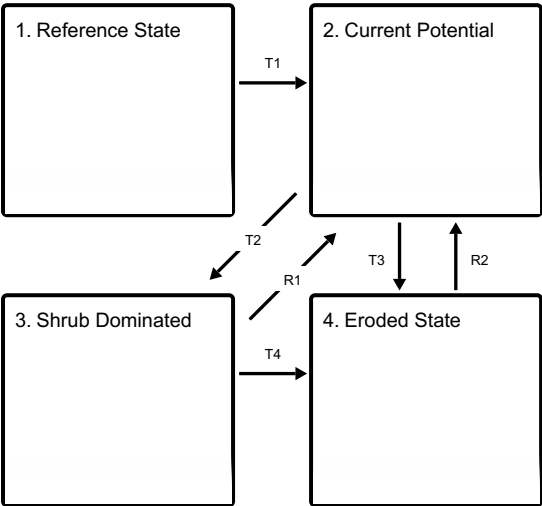 1. Reference State
2. Current Potential
T1
T2
R1
T3
R2
3. Shrub Dominated
4. Eroded State
T4